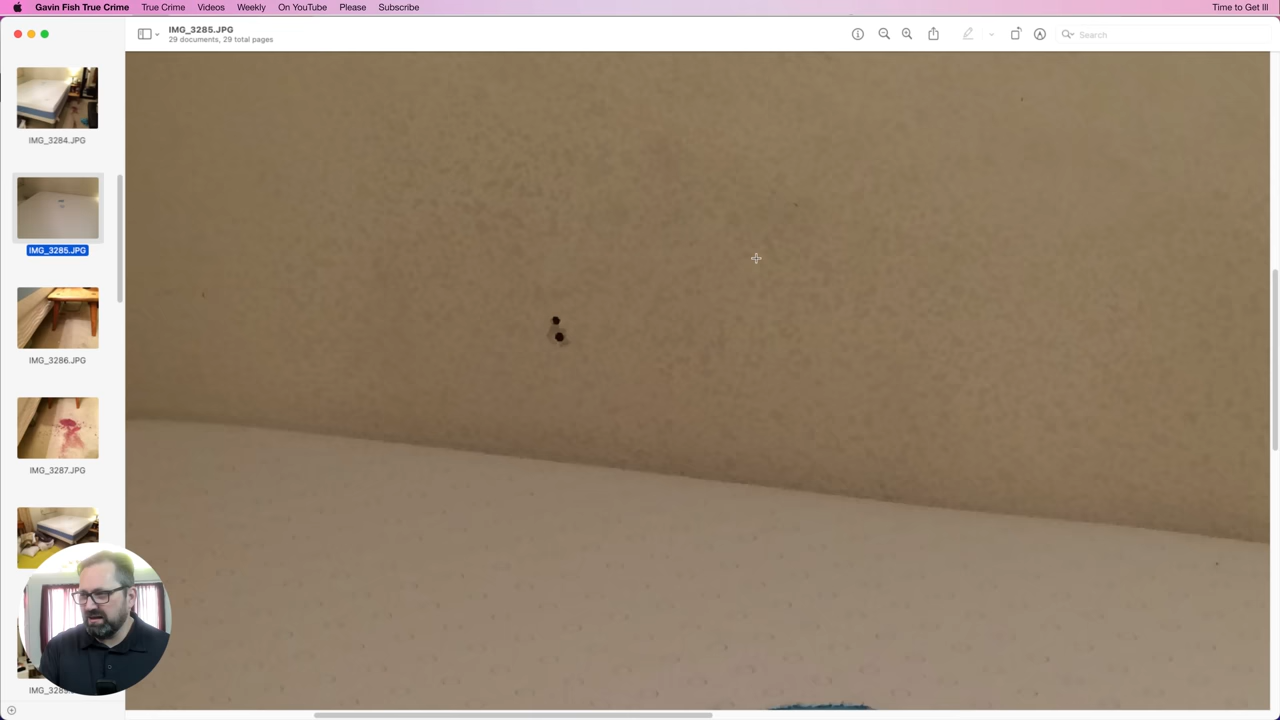 Gavin Fish True Crime True Crime Videos Weekly On YouTube Please Subscribe Time to Get Ill
IMG_3285.JPG
29 documents, 29 total pages
Search
IMG_3284.JPG
IMG_3285.JPG
IMG_3286.JPG
IMG_3287.JPG